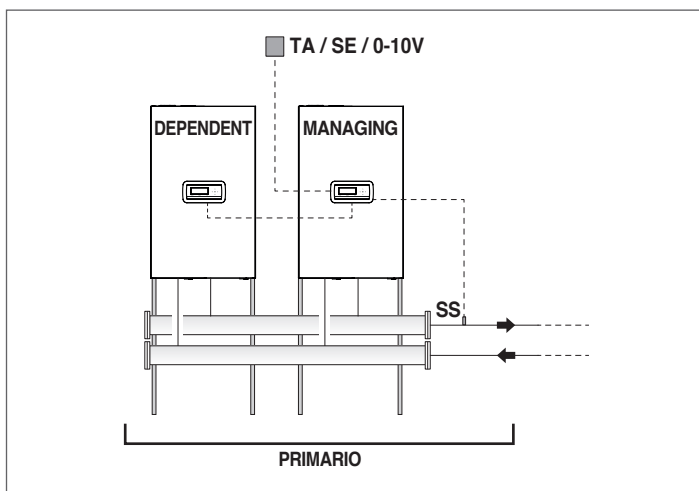 TA / SE / 0-10V
DEPENDENT
MANAGING
SS
PRIMARIO